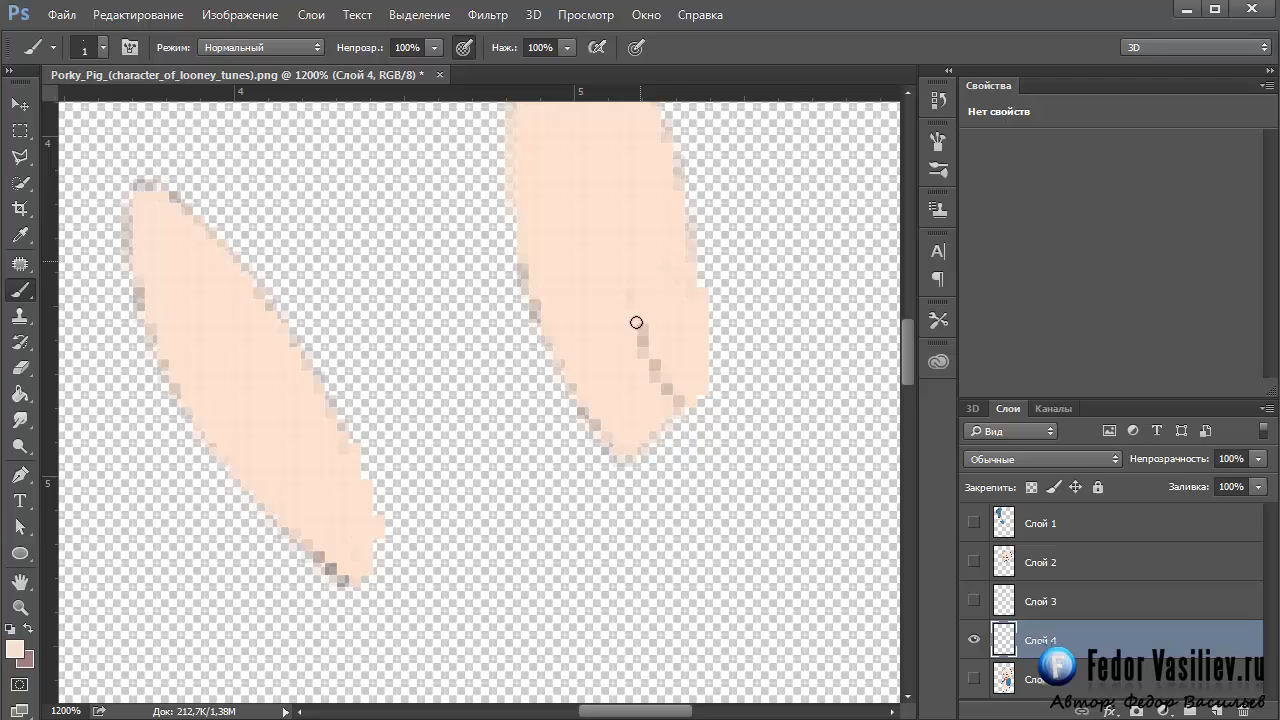 Ps Файл Редактирование Изображение Слои Текст Выделение Фильтр 3D Просмотр Окно Справка
1 Режим: Нормальный Непрозр.: 100% Наж.: 100% 3D
Porky_Pig_(character_of_looney_tunes).png @ 1200% (Слой 4, RGB/8) * ×
4 5
4
5
Свойства
Нет свойств
3D Слои Каналы
Вид
Обычные Непрозрачность: 100%
Закрепить: Заливка: 100%
Слой 1
Слой 2
Слой 3
Слой 4
Fedor Vasiliev.ru
Автор: Федор Васильев
1200% Док: 212,7K/1,38M